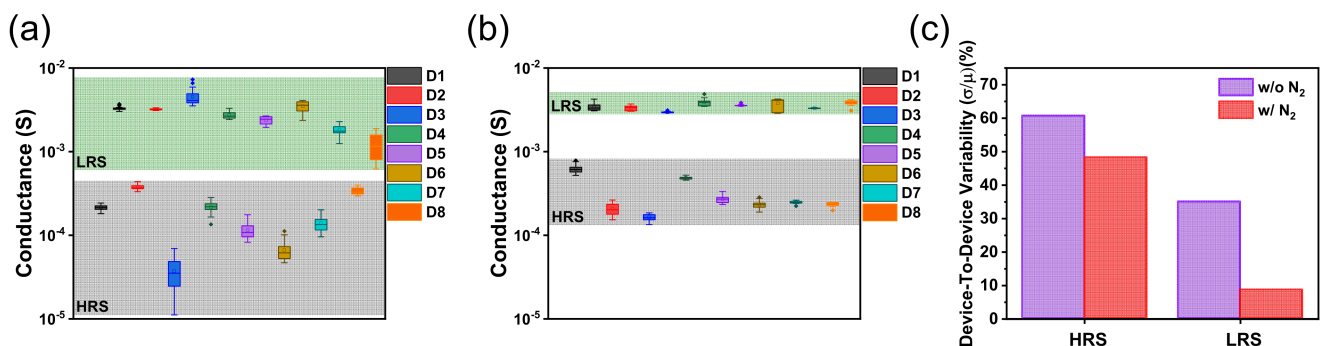 (a)
10⁻²
10⁻³
10⁻⁴
10⁻⁵
Conductance (S)
LRS
HRS
D1
D2
D3
D4
D5
D6
D7
D8
(b)
10⁻²
10⁻³
10⁻⁴
10⁻⁵
Conductance (S)
LRS
HRS
D1
D2
D3
D4
D5
D6
D7
D8
(c)
Device-To-Device Variability (σ/μ)(%)
70
60
50
40
30
20
10
0
w/o N₂
w/ N₂
HRS
LRS